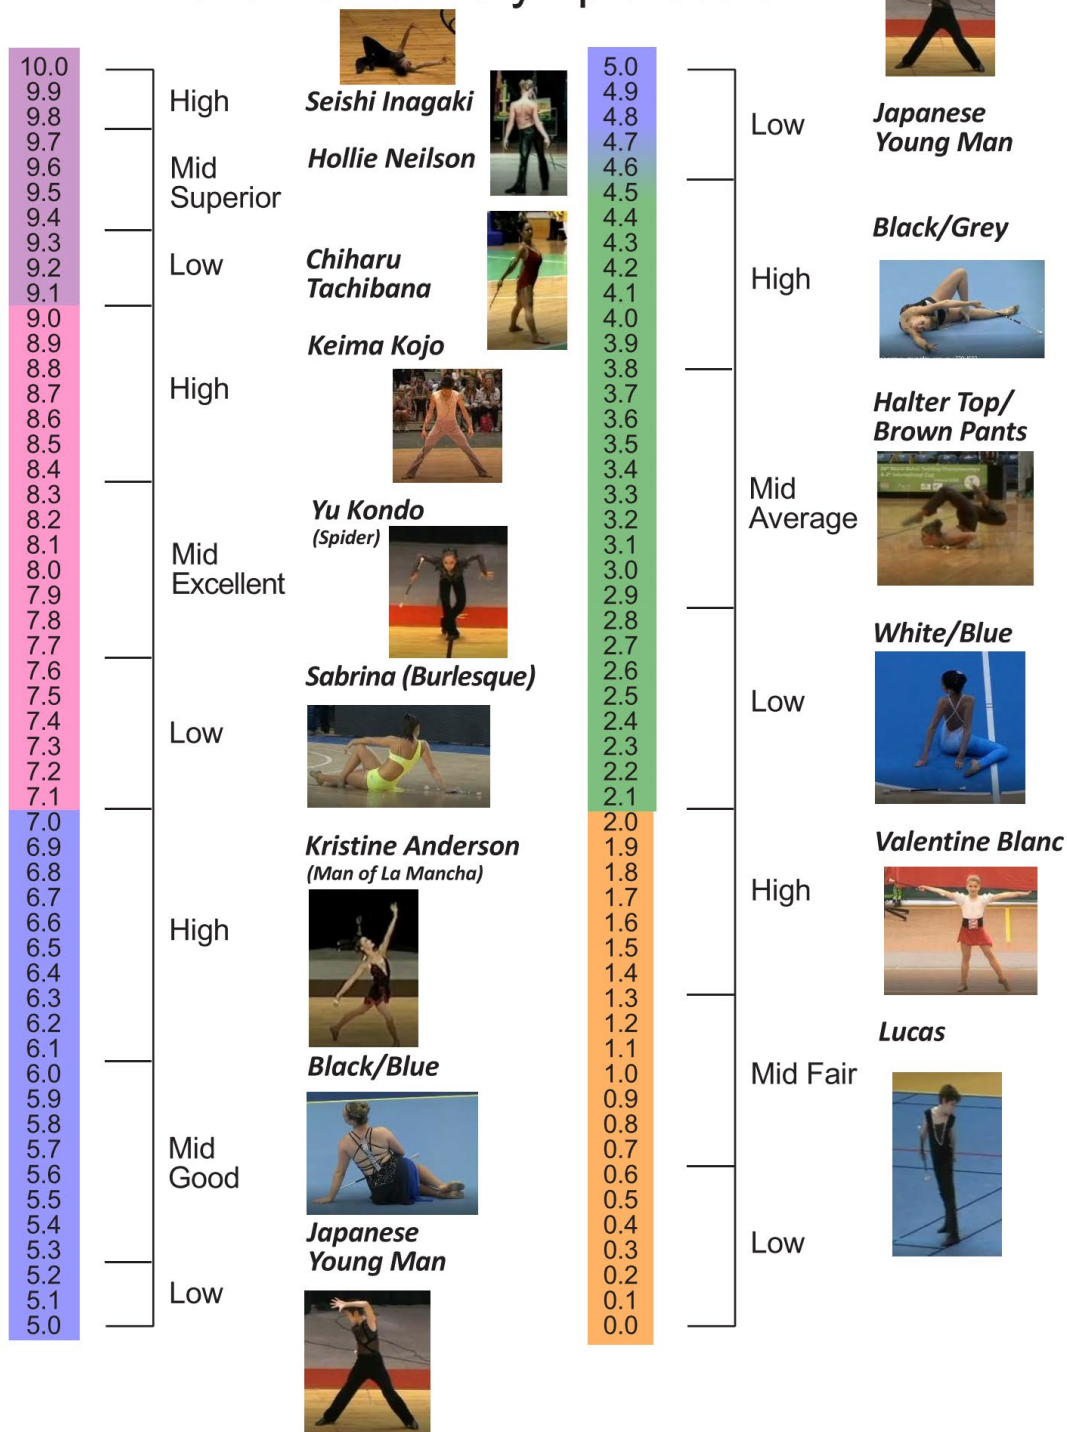 10.0
9.9
9.8
9.7
9.6
9.5
9.4
9.3
9.2
9.1
9.0
8.9
8.8
8.7
8.6
8.5
8.4
8.3
8.2
8.1
8.0
7.9
7.8
7.7
7.6
7.5
7.4
7.3
7.2
7.1
7.0
6.9
6.8
6.7
6.6
6.5
6.4
6.3
6.2
6.1
6.0
5.9
5.8
5.7
5.6
5.5
5.4
5.3
5.2
5.1
5.0
High
Mid
Superior
Low
High
Mid
Excellent
Low
High
Mid
Good
Low
Seishi Inagaki
Hollie Neilson
Chiharu
Tachibana
Keima Kojo
Yu Kondo
(Spider)
Sabrina (Burlesque)
Kristine Anderson
(Man of La Mancha)
Black/Blue
Japanese
Young Man
5.0
4.9
4.8
4.7
4.6
4.5
4.4
4.3
4.2
4.1
4.0
3.9
3.8
3.7
3.6
3.5
3.4
3.3
3.2
3.1
3.0
2.9
2.8
2.7
2.6
2.5
2.4
2.3
2.2
2.1
2.0
1.9
1.8
1.7
1.6
1.5
1.4
1.3
1.2
1.1
1.0
0.9
0.8
0.7
0.6
0.5
0.4
0.3
0.2
0.1
0.0
Low
High
Mid
Average
Low
High
Mid Fair
Low
Japanese
Young Man
Black/Grey
Halter Top/
Brown Pants
White/Blue
Valentine Blanc
Lucas